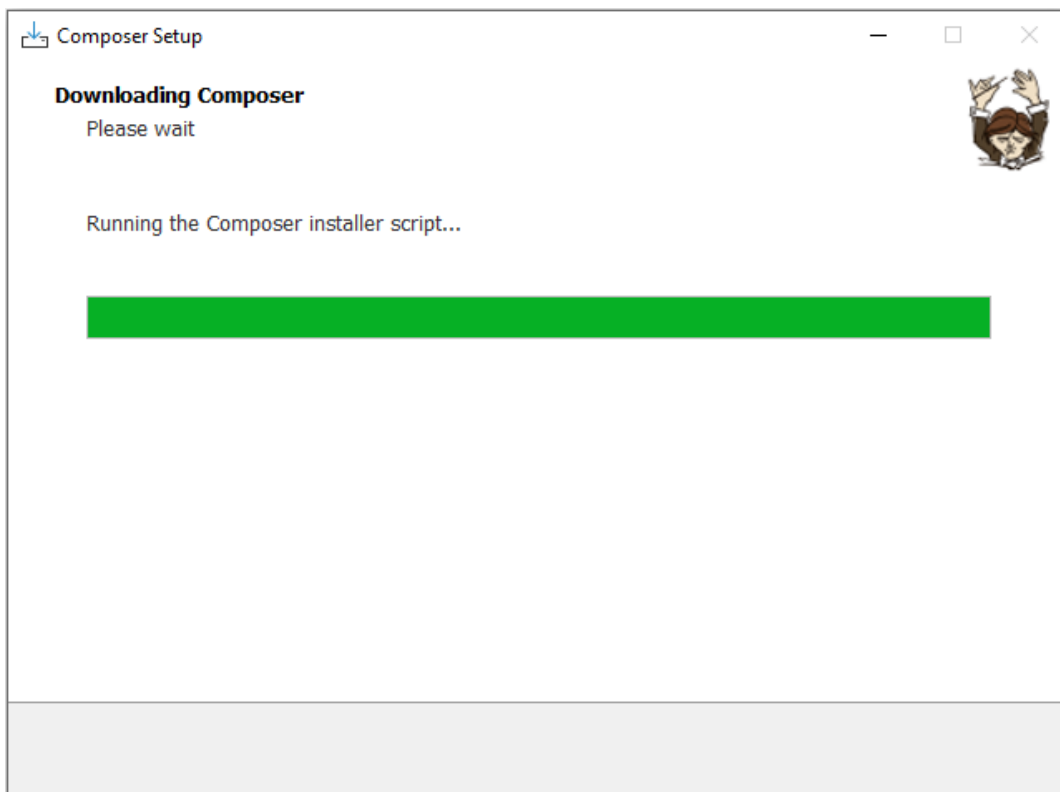 Composer Setup
Downloading Composer
Please wait
Running the Composer installer script...